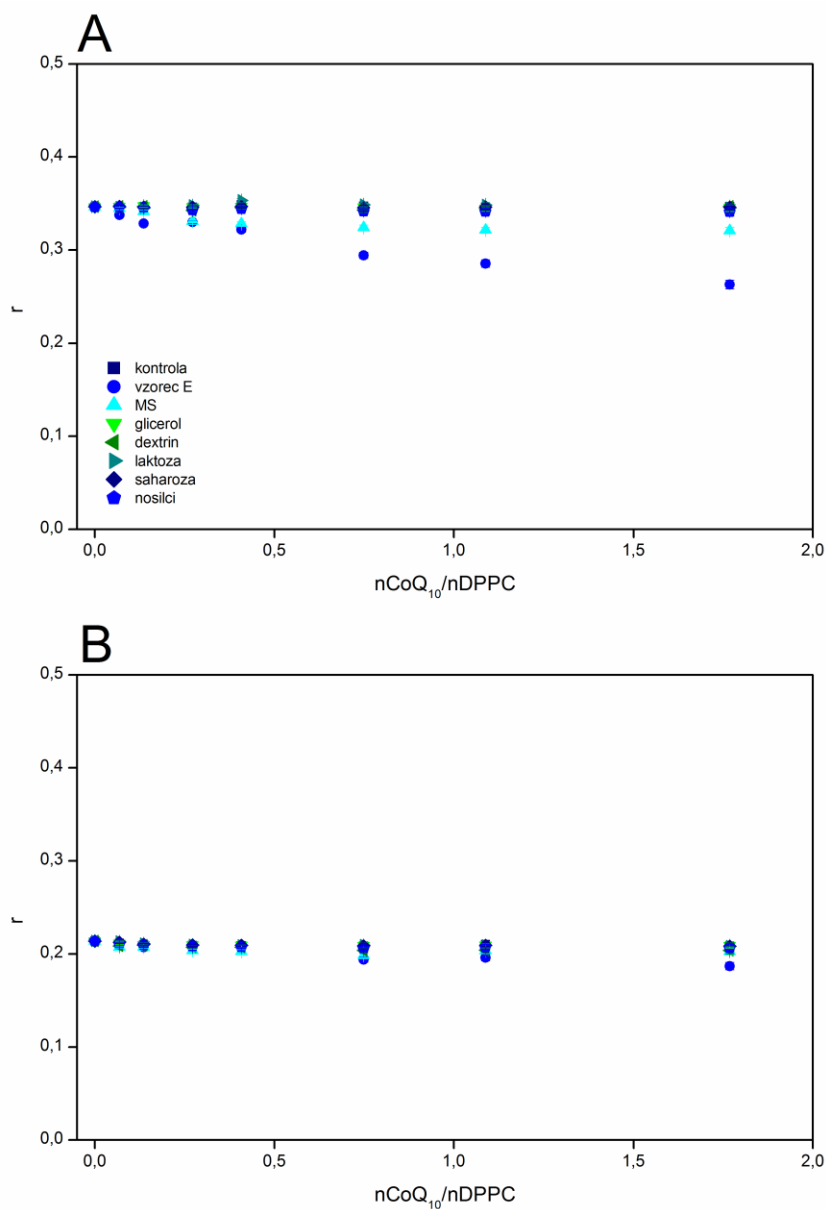 A
0,5
0,4
0,3
r
0,2
0,1
0,0
kontrola
vzorec E
MS
glicerol
dextrin
laktoza
saharoza
nosilci
0,0 0,5 1,0 1,5 2,0
nCoQ₁₀/nDPPC
B
0,5
0,4
0,3
r
0,2
0,1
0,0
0,0 0,5 1,0 1,5 2,0
nCoQ₁₀/nDPPC